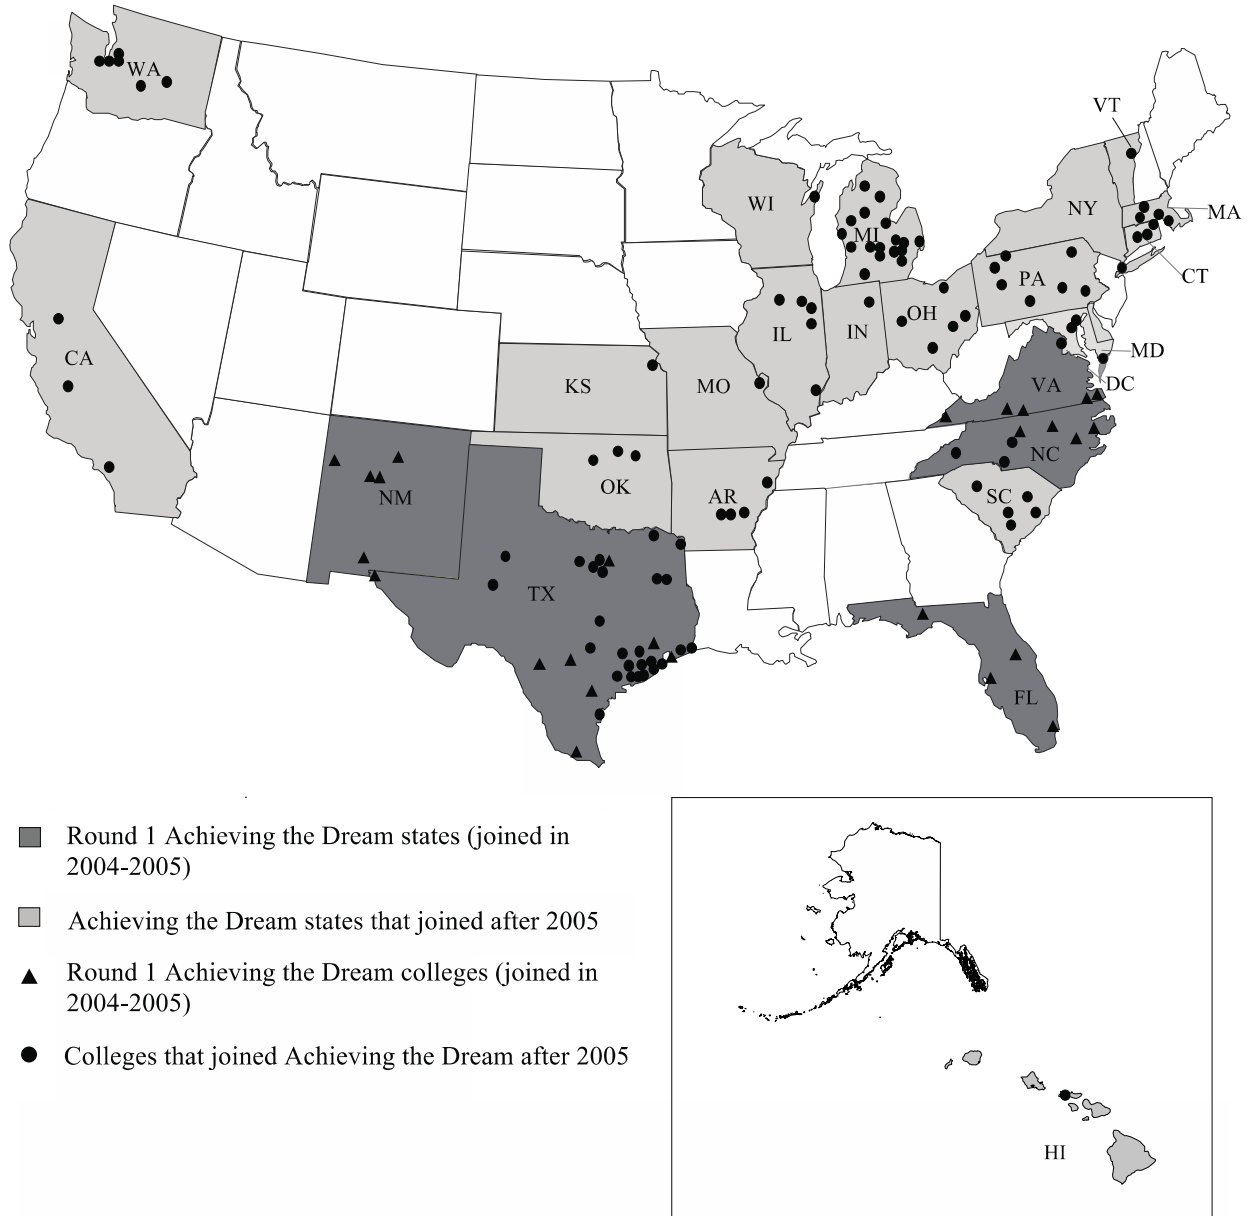 WA
VT
WI
NY
MA
MI
PA
CT
OH
IL
IN
CA
MD
KS
MO
VA
DC
NC
OK
AR
SC
NM
TX
FL
Round 1 Achieving the Dream states (joined in
2004-2005)
Achieving the Dream states that joined after 2005
Round 1 Achieving the Dream colleges (joined in
2004-2005)
Colleges that joined Achieving the Dream after 2005
HI